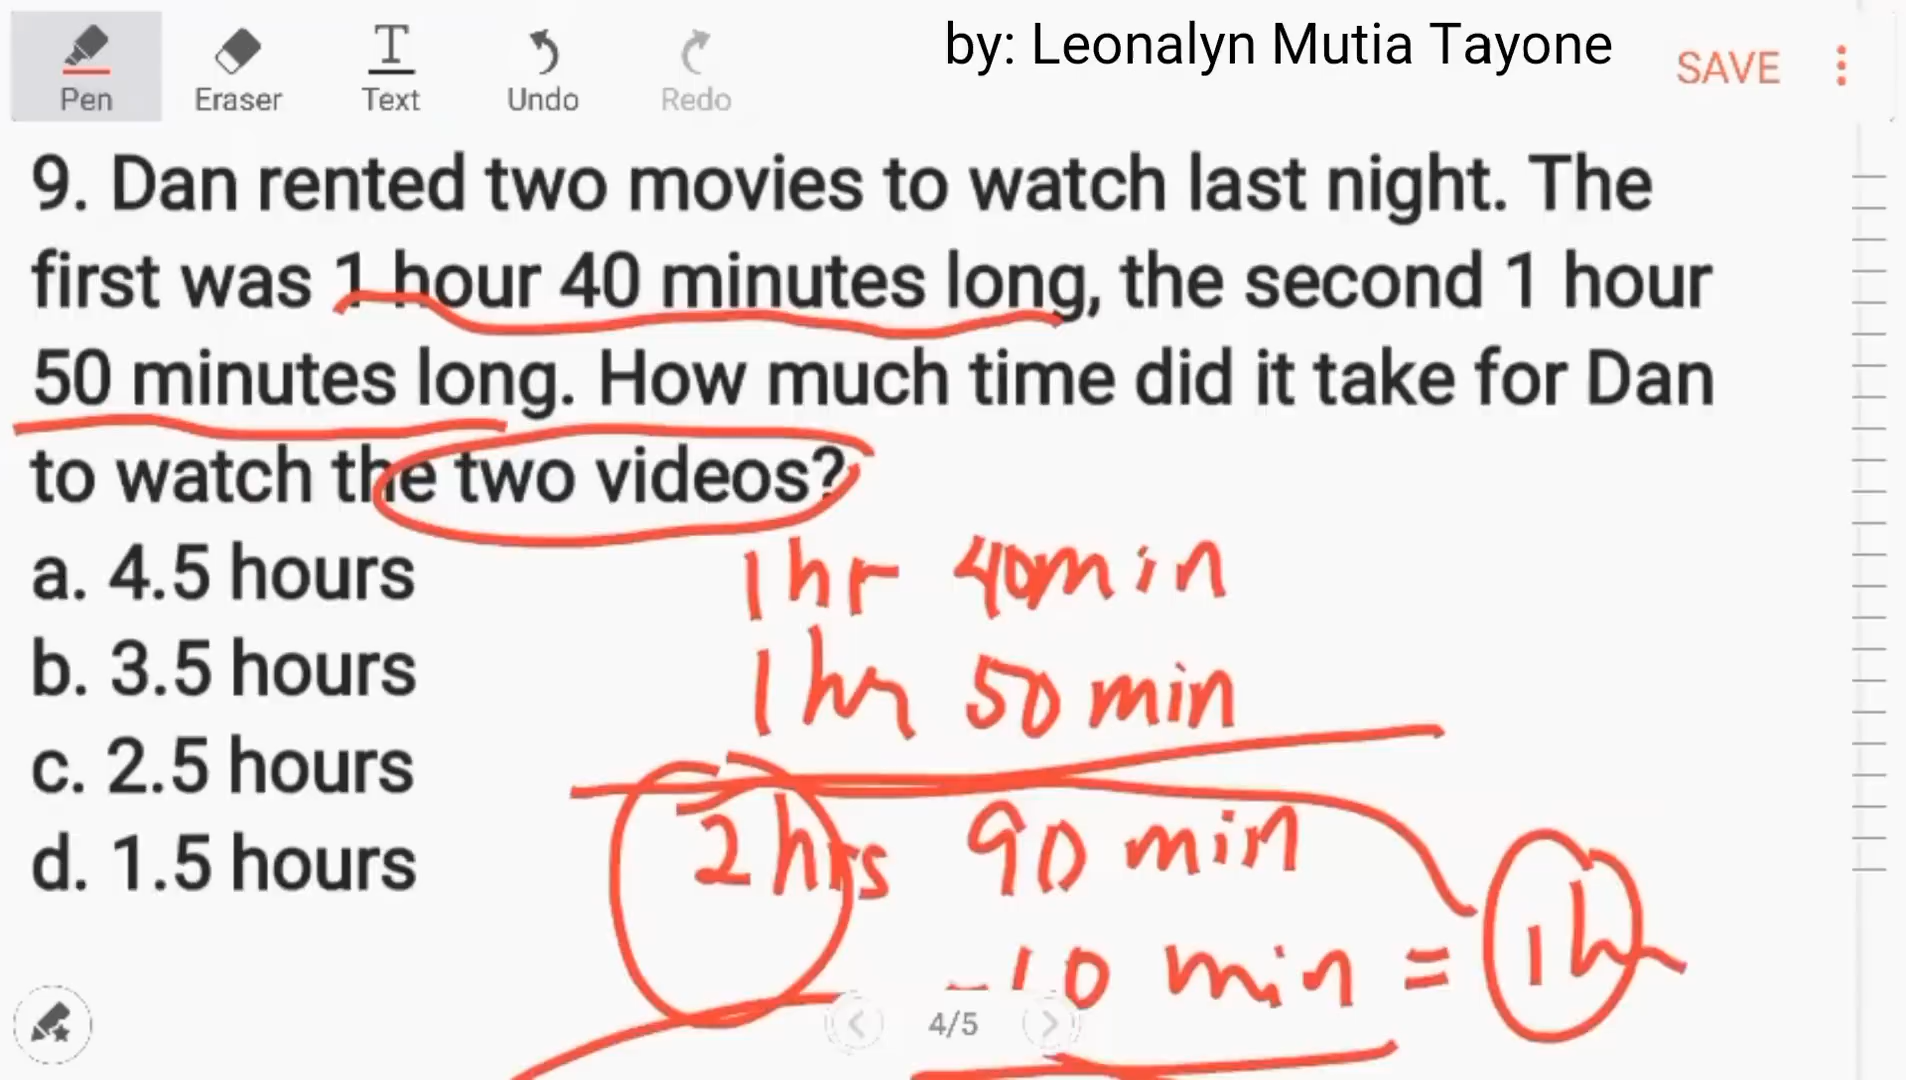 Pen Eraser Text Undo Redo by: Leonalyn Mutia Tayone SAVE
9. Dan rented two movies to watch last night. The
first was 1 hour 40 minutes long, the second 1 hour
50 minutes long. How much time did it take for Dan
to watch the two videos?
a. 4.5 hours
b. 3.5 hours
c. 2.5 hours
d. 1.5 hours
1hr 40min
1hr 50 min
2hrs 90 min
min = 1hr
4/5